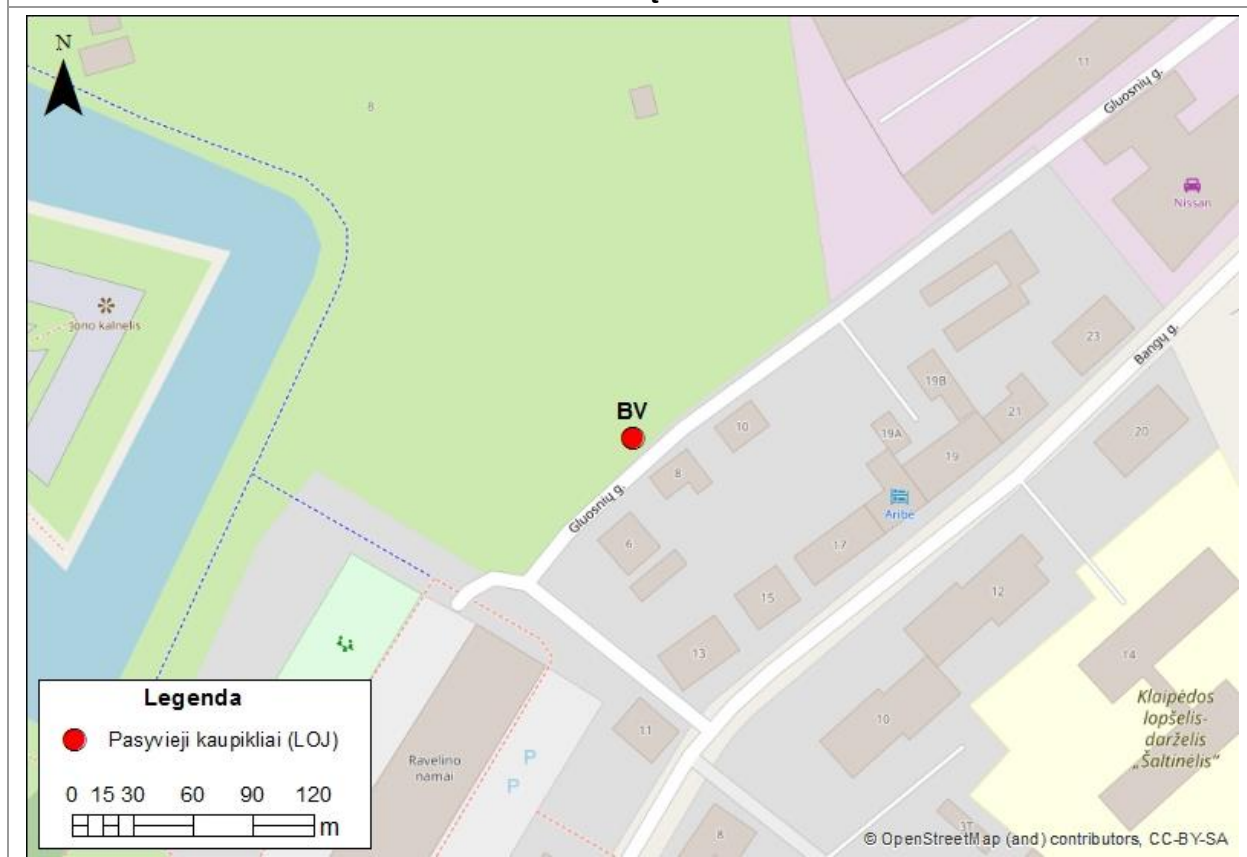 N
8
11
Gluosnių g.
Nissan
Jono kalnelis
23
Bangų g.
19B
21
20
BV
10
19A
8
19
Aribė
Gluosnių g.
6
17
12
15
13
14
Klaipėdos
lopšelis-
darželis
„Šaltinėlis“
11
10
Ravelino
namai
P
P
8
3T
Legenda
Pasyvieji kaupikliai (LOJ)
0 15 30 60 90 120
m
© OpenStreetMap (and) contributors, CC-BY-SA